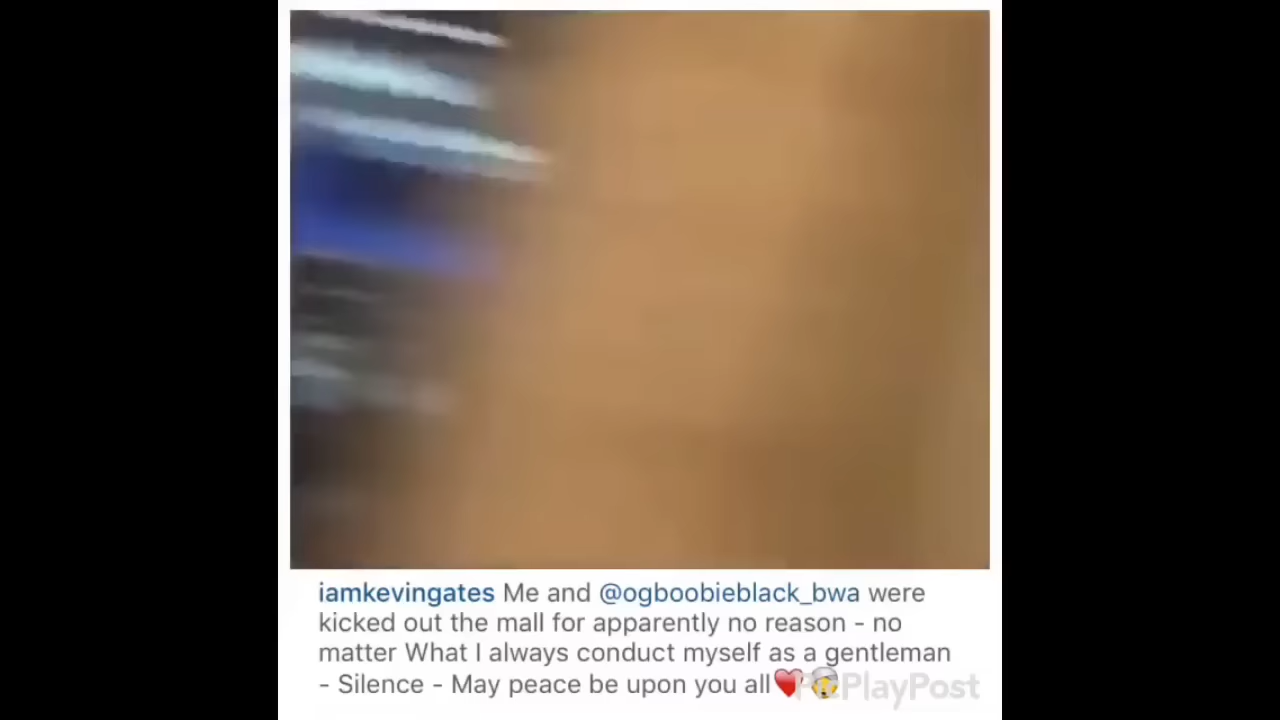 iamkevingates Me and @ogboobieblack_bwa were
kicked out the mall for apparently no reason - no
matter What I always conduct myself as a gentleman
- Silence - May peace be upon you all❤️
PicPlayPost